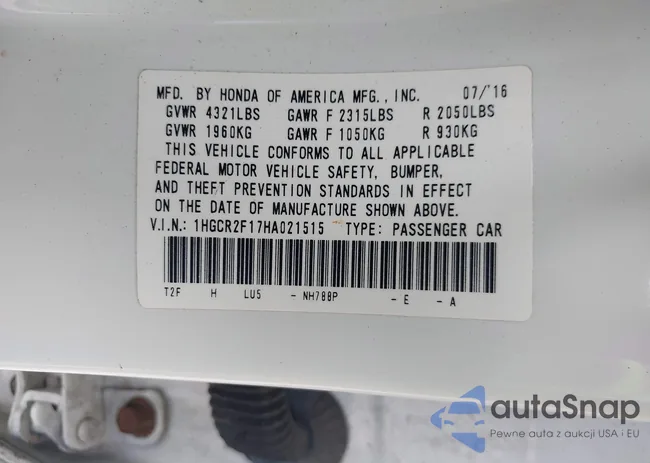 MFD. BY HONDA OF AMERICA MFG., INC. 07/'16
GVWR 4321LBS GAWR F 2315LBS R 2050LBS
GVWR 1960KG GAWR F 1050KG R 930KG
THIS VEHICLE CONFORMS TO ALL APPLICABLE
FEDERAL MOTOR VEHICLE SAFETY, BUMPER,
AND THEFT PREVENTION STANDARDS IN EFFECT
ON THE DATE OF MANUFACTURE SHOWN ABOVE.
V.I.N.: 1HGCR2F17HA021515 TYPE: PASSENGER CAR
T2F H LU5 - NH788P - E - A
autaSnap
Pewne auta z aukcji USA i EU